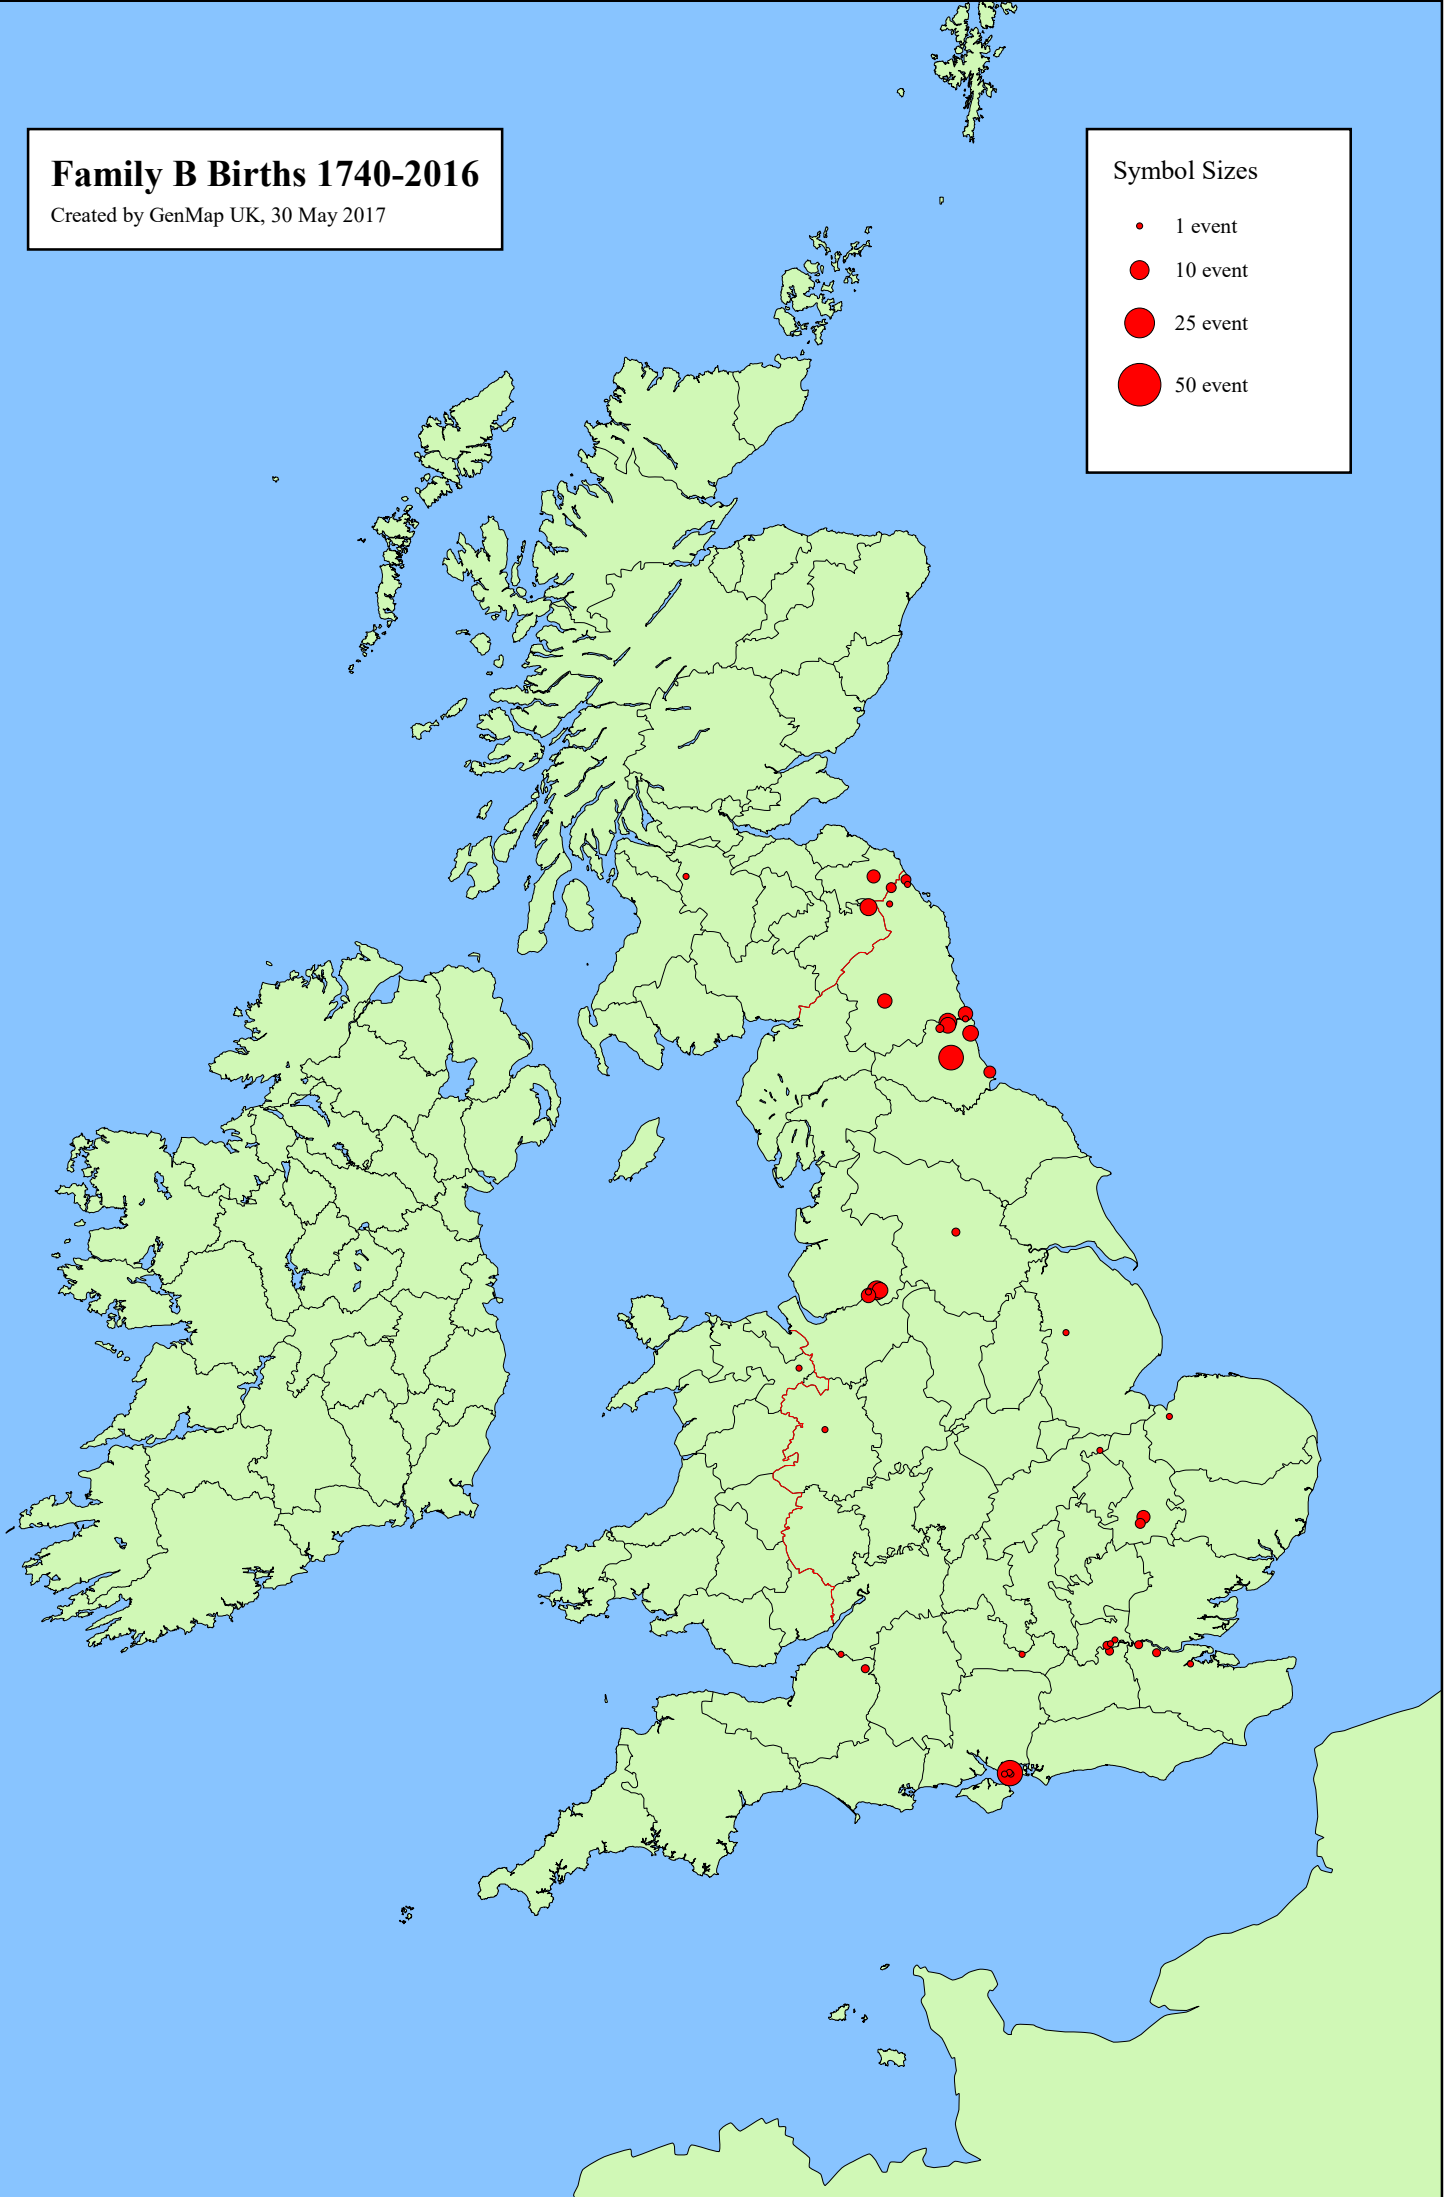 Family B Births 1740-2016
Created by GenMap UK, 30 May 2017
Symbol Sizes
1 event
10 event
25 event
50 event